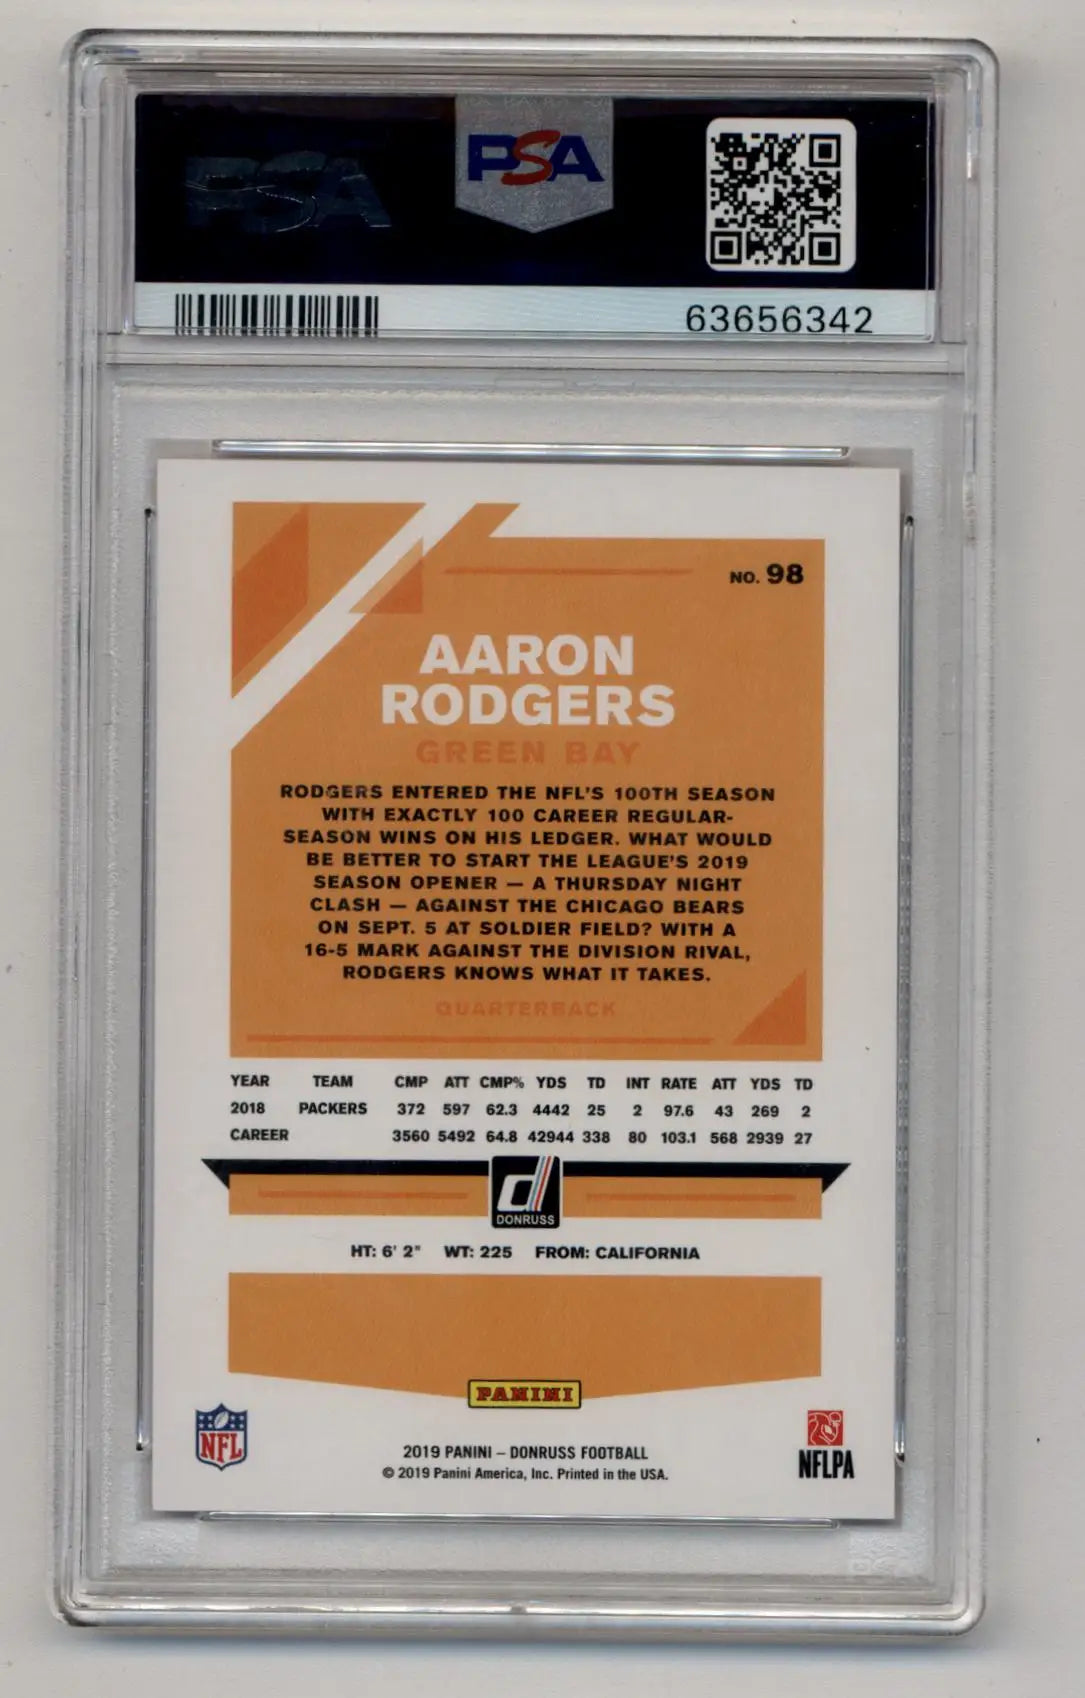 PSA
PSA
63656342
NO. 98
AARON
RODGERS
GREEN BAY
RODGERS ENTERED THE NFL'S 100TH SEASON
WITH EXACTLY 100 CAREER REGULAR-
SEASON WINS ON HIS LEDGER. WHAT WOULD
BE BETTER TO START THE LEAGUE'S 2019
SEASON OPENER — A THURSDAY NIGHT
CLASH — AGAINST THE CHICAGO BEARS
ON SEPT. 5 AT SOLDIER FIELD? WITH A
16-5 MARK AGAINST THE DIVISION RIVAL,
RODGERS KNOWS WHAT IT TAKES.
QUARTERBACK
YEAR TEAM CMP ATT CMP% YDS TD INT RATE ATT YDS TD
2018 PACKERS 372 597 62.3 4442 25 2 97.6 43 269 2
CAREER 3560 5492 64.8 42944 338 80 103.1 568 2939 27
d
DONRUSS
HT: 6' 2" WT: 225 FROM: CALIFORNIA
PANINI
NFL
2019 PANINI – DONRUSS FOOTBALL
© 2019 Panini America, Inc. Printed in the USA.
NFLPA